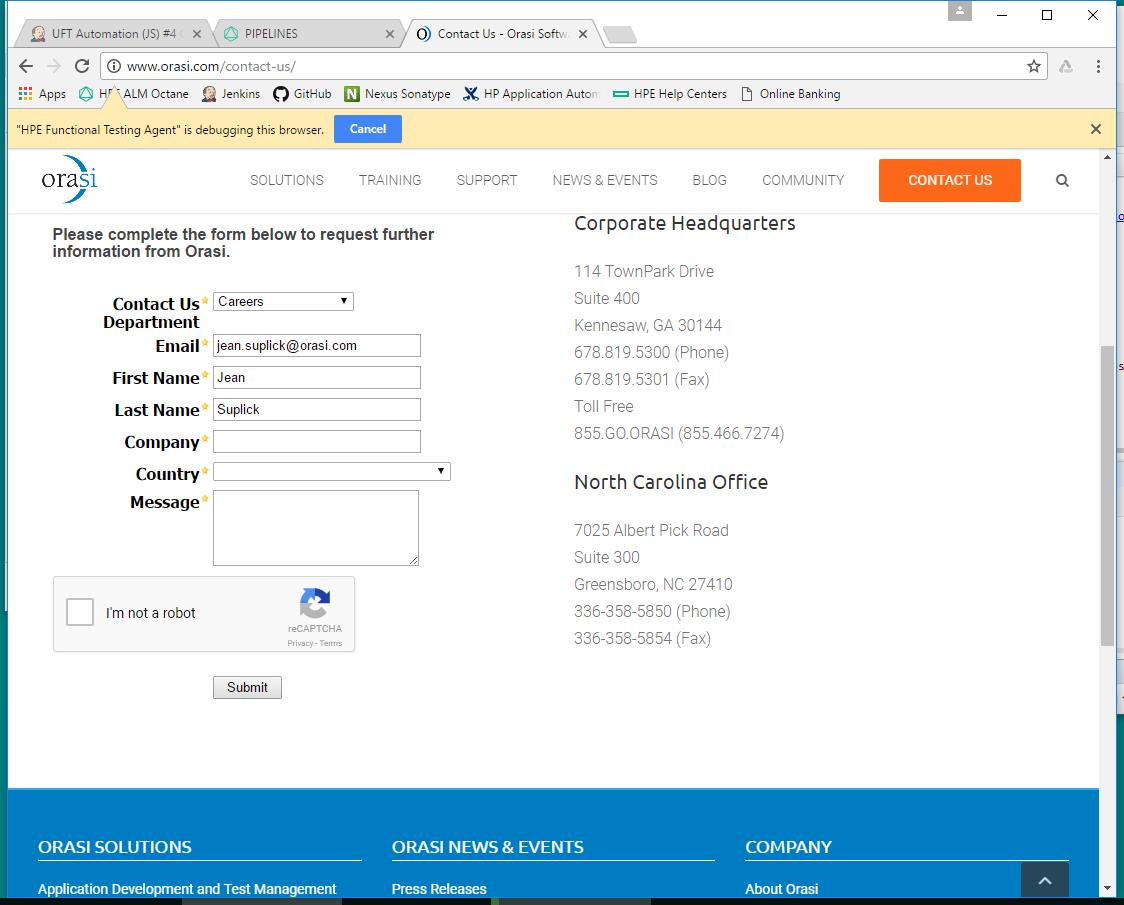 UFT Automation (JS) #4
PIPELINES
Contact Us - Orasi Softw
www.orasi.com/contact-us/
Apps
HPE ALM Octane
Jenkins
GitHub
Nexus Sonatype
HP Application Autom
HPE Help Centers
Online Banking
"HPE Functional Testing Agent" is debugging this browser.
Cancel
orasi
SOLUTIONS
TRAINING
SUPPORT
NEWS & EVENTS
BLOG
COMMUNITY
CONTACT US
Please complete the form below to request further
information from Orasi.
Contact Us
Department
Careers
Email
jean.suplick@orasi.com
First Name
Jean
Last Name
Suplick
Company
Country
Message
I'm not a robot
reCAPTCHA
Privacy - Terms
Submit
Corporate Headquarters
114 TownPark Drive
Suite 400
Kennesaw, GA 30144
678.819.5300 (Phone)
678.819.5301 (Fax)
Toll Free
855.GO.ORASI (855.466.7274)
North Carolina Office
7025 Albert Pick Road
Suite 300
Greensboro, NC 27410
336-358-5850 (Phone)
336-358-5854 (Fax)
ORASI SOLUTIONS
Application Development and Test Management
ORASI NEWS & EVENTS
Press Releases
COMPANY
About Orasi